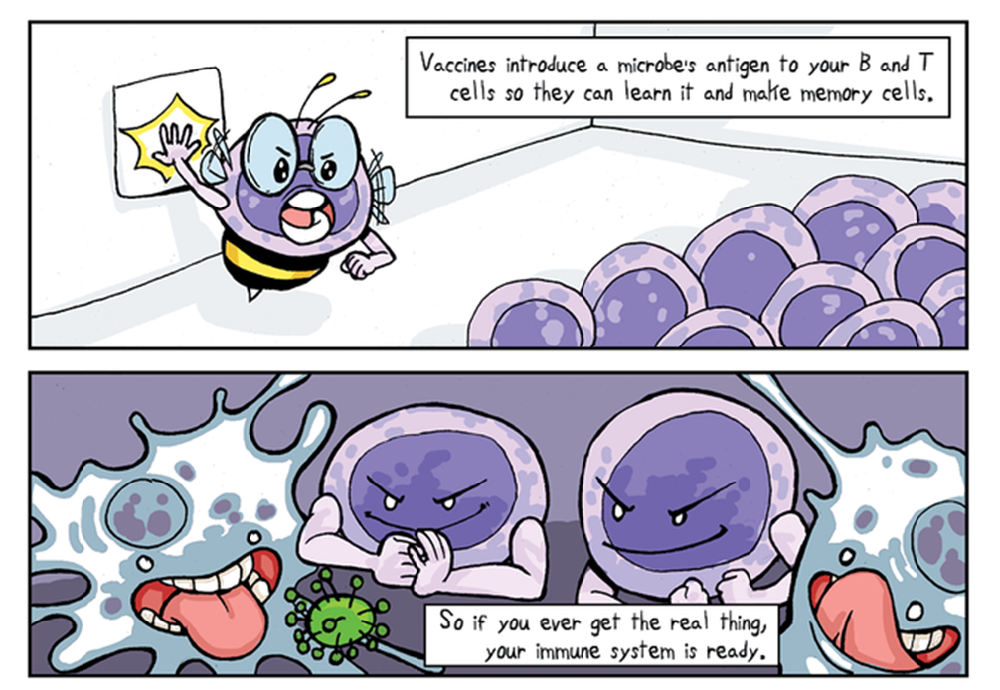 Vaccines introduce a microbe's antigen to your B and T
cells so they can learn it and make memory cells.
So if you ever get the real thing,
your immune system is ready.